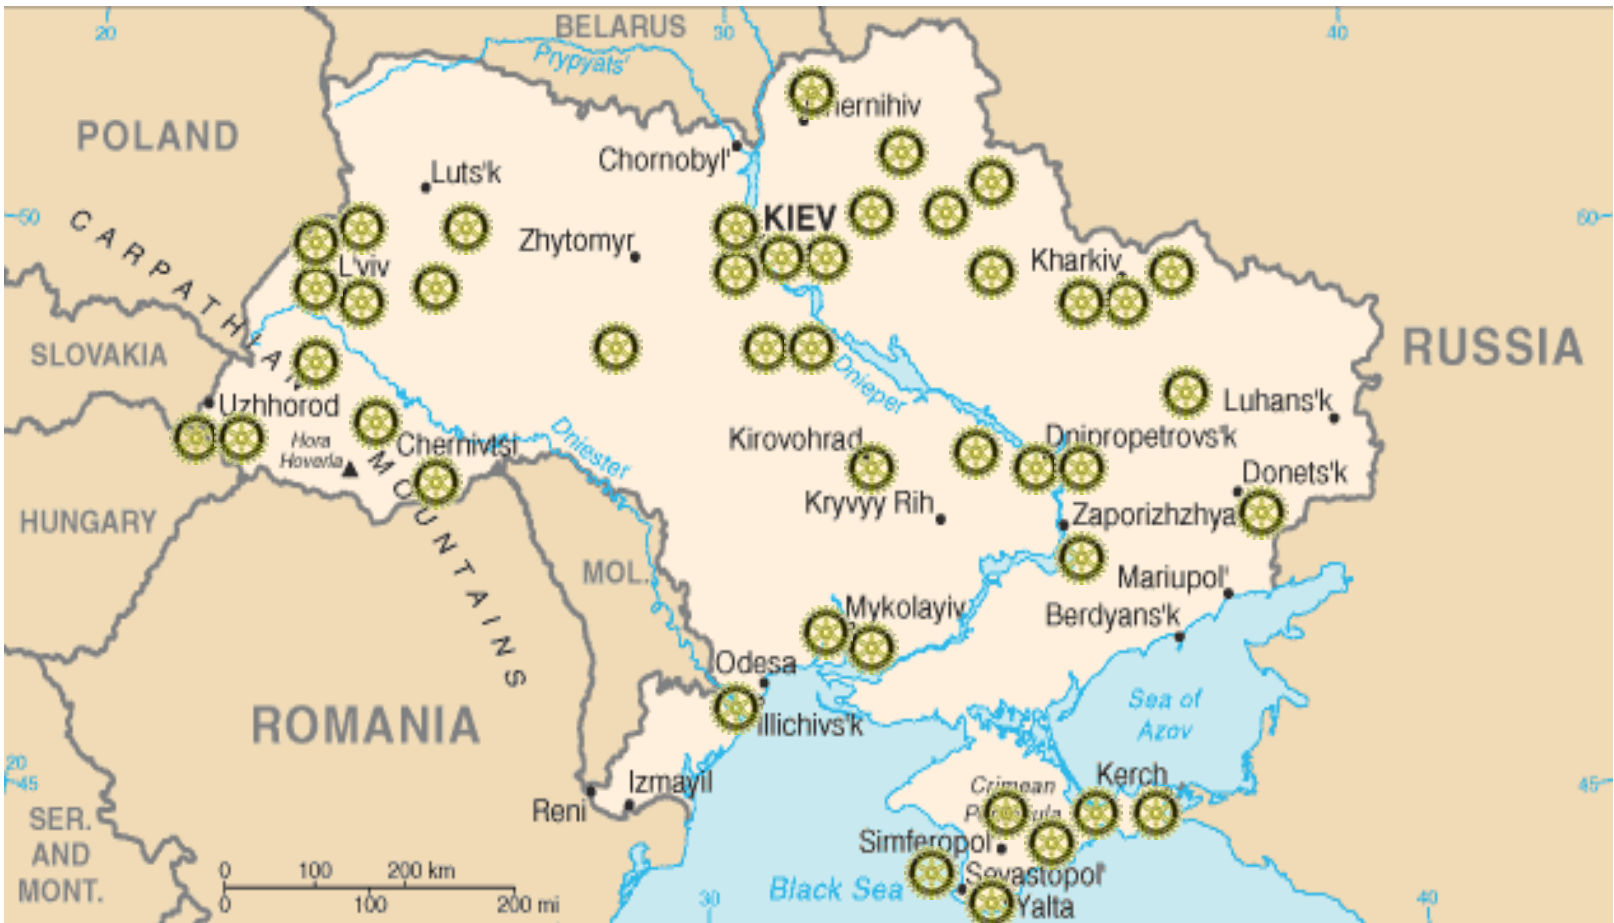 20
BELARUS
30
40
Prypyats'
hernihiv
POLAND
Chornobyl'
Luts'k
50
KIEV
60
CARPATHIAN MOUNTAINS
Zhytomyr
L'viv
Kharkiv
SLOVAKIA
RUSSIA
Dnieper
Uzhhorod
Luhans'k
Hora
Hoverla
Chernivtsi
Dniester
Kirovohrad
Dnipropetrovs'k
Donets'k
HUNGARY
Kryvyy Rih
Zaporizhzhya
MOL.
Mariupol'
Mykolayiv
Berdyans'k
Odesa
ROMANIA
Illichivs'k
Sea of
Azov
20
45
Izmayil
Reni
Crimean
Kerch
45
SER.
AND
MONT.
Simferopol
Sevastopol'
Yalta
Black Sea
0 100 200 km
0 100 200 mi
30
40